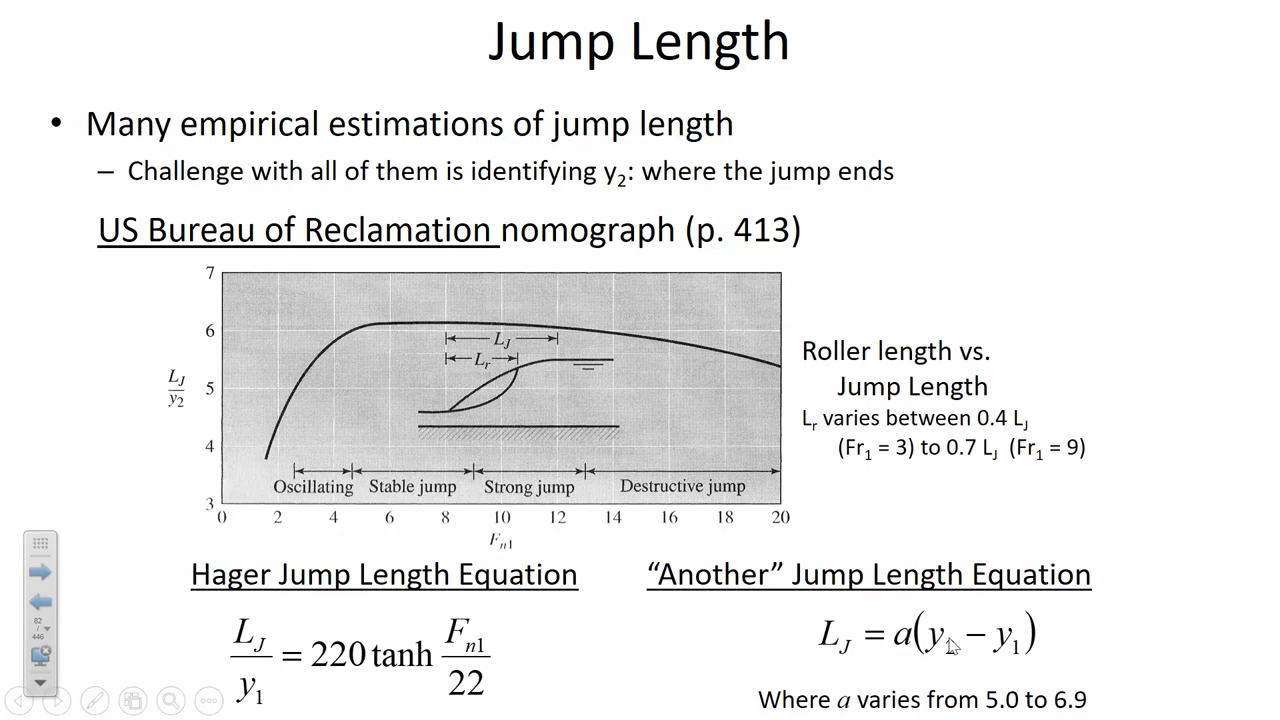 Jump Length
• Many empirical estimations of jump length
– Challenge with all of them is identifying y₂: where the jump ends
US Bureau of Reclamation nomograph (p. 413)
7
6
5
4
3
L_J
y₂
L_J
L_r
Oscillating Stable jump Strong jump Destructive jump
0 2 4 6 8 10 12 14 16 18 20
F_n1
Roller length vs.
Jump Length
L_r varies between 0.4 L_J
(Fr₁ = 3) to 0.7 L_J (Fr₁ = 9)
Hager Jump Length Equation
L_J / y₁ = 220 tanh F_n1 / 22
"Another" Jump Length Equation
L_J = a(y₂ − y₁)
Where a varies from 5.0 to 6.9
82
/
446